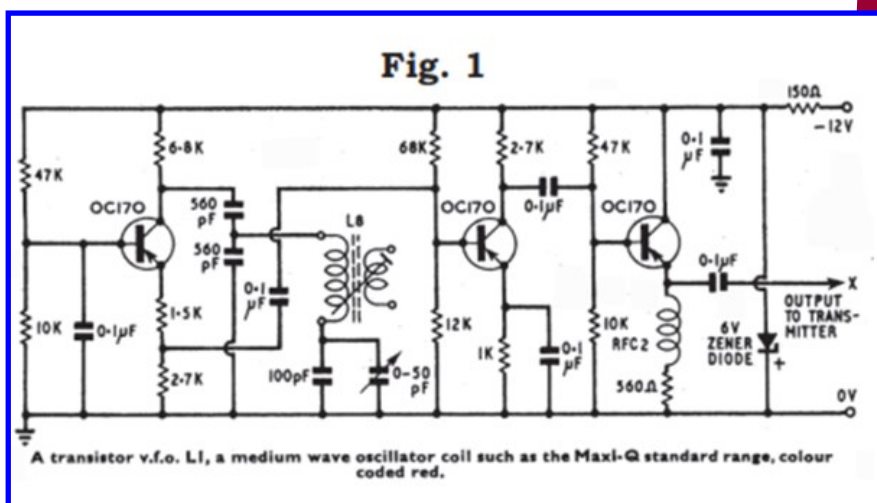 Fig. 1
150Ω
-12V
6·8K
68K
2·7K
47K
0·1
μF
47K
OC170
560
pF
560
pF
L8
OC170
0·1μF
OC170
0·1μF
X
OUTPUT
TO TRANS-
MITTER
1·5K
0·1
μF
10K
0·1μF
12K
10K
RFC2
6V
ZENER
DIODE
+
2·7K
100pF
0-50
pF
1K
0·1
μF
560Ω
0V
A transistor v.f.o. L1, a medium wave oscillator coil such as the Maxi-Q standard range, colour
coded red.